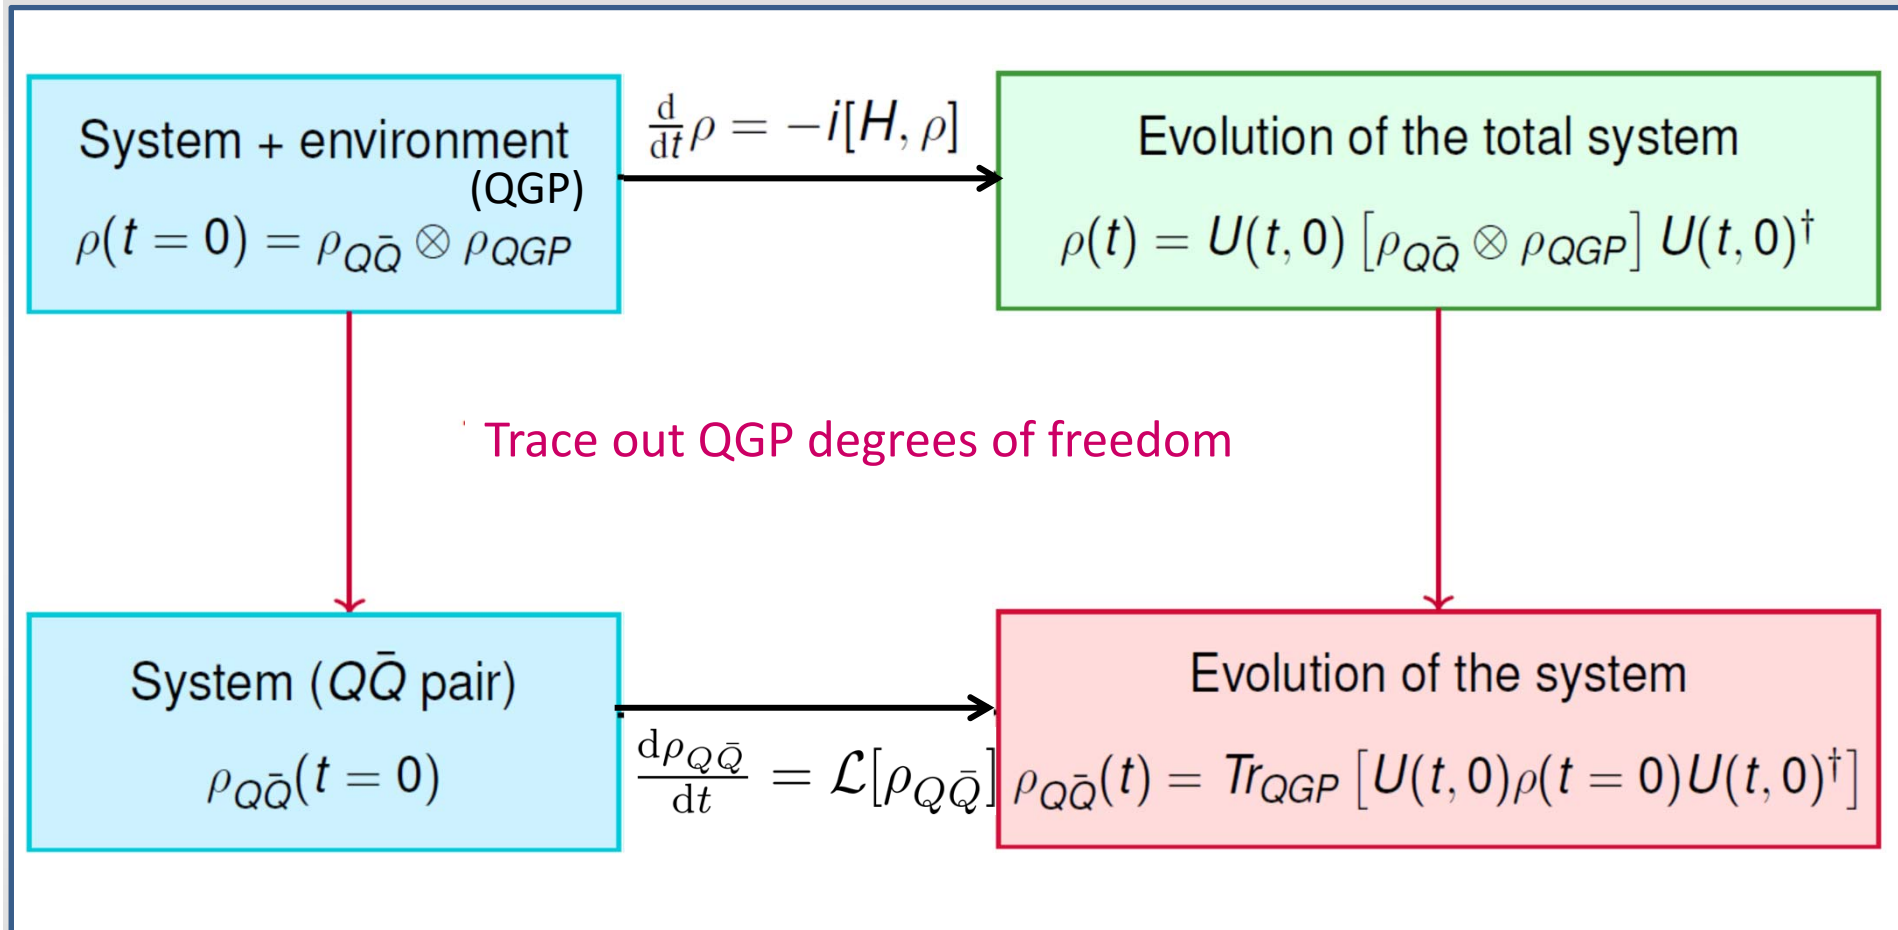 System + environment
(QGP)
ρ(t = 0) = ρ_{QQ̄} ⊗ ρ_{QGP}
d/dt ρ = −i[H, ρ]
Evolution of the total system
ρ(t) = U(t, 0) [ρ_{QQ̄} ⊗ ρ_{QGP}] U(t, 0)†
Trace out QGP degrees of freedom
System (QQ̄ pair)
ρ_{QQ̄}(t = 0)
dρ_{QQ̄}/dt = ℒ[ρ_{QQ̄}]
Evolution of the system
ρ_{QQ̄}(t) = Tr_{QGP} [U(t, 0)ρ(t = 0)U(t, 0)†]